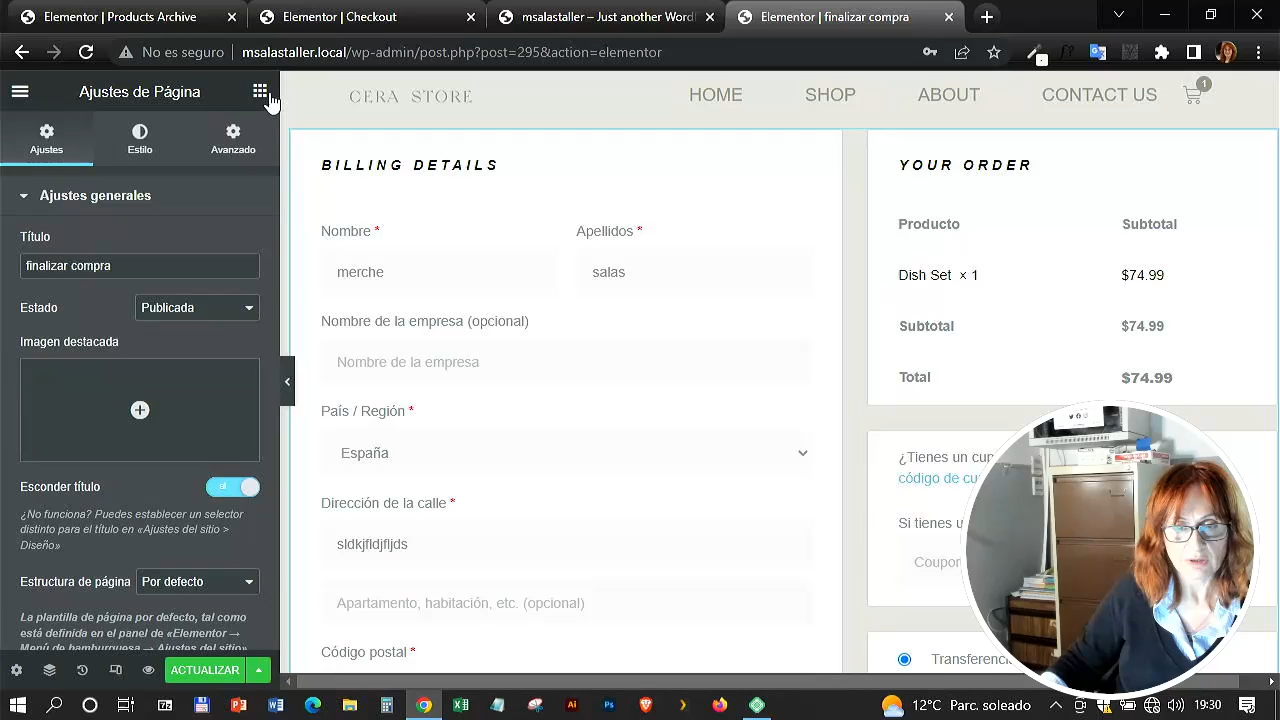 Elementor | Products Archive
Elementor | Checkout
msalastaller – Just another Word
Elementor | finalizar compra
No es seguro
msalastaller.local/wp-admin/post.php?post=295&action=elementor
Ajustes de Página
Ajustes
Estilo
Avanzado
Ajustes generales
Título
finalizar compra
Estado
Publicada
Imagen destacada
Esconder título
SÍ
¿No funciona? Puedes establecer un selector
distinto para el título en «Ajustes del sitio >
Diseño»
Estructura de página
Por defecto
La plantilla de página por defecto, tal como
está definida en el panel de «Elementor →
Menú de hamburguesa → Ajustes del sitio»
ACTUALIZAR
CERA STORE
HOME
SHOP
ABOUT
CONTACT US
1
BILLING DETAILS
Nombre *
Apellidos *
merche
salas
Nombre de la empresa (opcional)
Nombre de la empresa
País / Región *
España
Dirección de la calle *
sldkjfldjfljds
Apartamento, habitación, etc. (opcional)
Código postal *
YOUR ORDER
Producto
Subtotal
Dish Set × 1
$74.99
Subtotal
$74.99
Total
$74.99
¿Tienes un cup
código de cu
Si tienes u
Coupon
Transferenci
12°C Parc. soleado
19:30